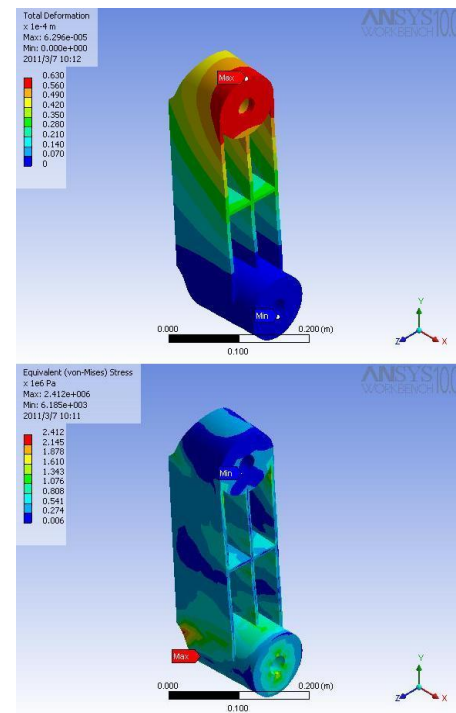 Total Deformation
x 1e-4 m
Max: 6.296e-005
Min: 0.000e+000
2011/3/7 10:12
0.630
0.560
0.490
0.420
0.350
0.280
0.210
0.140
0.070
0
ANSYS
WORKBENCH 10.0
Max
Min
0.000
0.200 (m)
0.100
Y
Z
X
Equivalent (von-Mises) Stress
x 1e6 Pa
Max: 2.412e+006
Min: 6.185e+003
2011/3/7 10:11
2.412
2.145
1.878
1.610
1.343
1.076
0.808
0.541
0.274
0.006
ANSYS
WORKBENCH 10.0
Min
Max
0.000
0.200 (m)
0.100
Y
Z
X